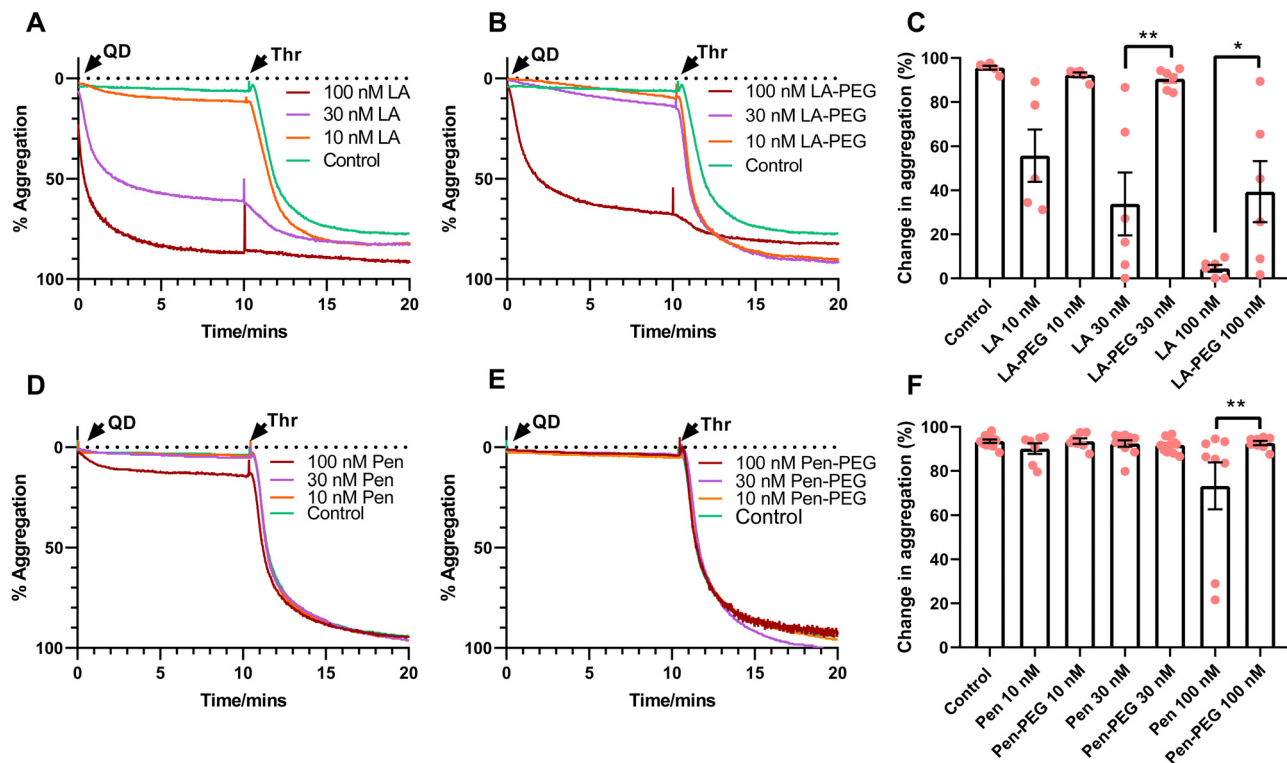 A
QD
Thr
0
50
100
% Aggregation
100 nM LA
30 nM LA
10 nM LA
Control
0
5
10
15
20
Time/mins
B
QD
Thr
0
50
100
% Aggregation
100 nM LA-PEG
30 nM LA-PEG
10 nM LA-PEG
Control
0
5
10
15
20
Time/mins
C
**
*
100
80
60
40
20
0
Change in aggregation (%)
Control
LA 10 nM
LA-PEG 10 nM
LA 30 nM
LA-PEG 30 nM
LA 100 nM
LA-PEG 100 nM
D
QD
Thr
0
50
100
% Aggregation
100 nM Pen
30 nM Pen
10 nM Pen
Control
0
5
10
15
20
Time/mins
E
QD
Thr
0
50
100
% Aggregation
100 nM Pen-PEG
30 nM Pen-PEG
10 nM Pen-PEG
Control
0
5
10
15
20
Time/mins
F
**
100
80
60
40
20
0
Change in aggregation (%)
Control
Pen 10 nM
Pen-PEG 10 nM
Pen 30 nM
Pen-PEG 30 nM
Pen 100 nM
Pen-PEG 100 nM